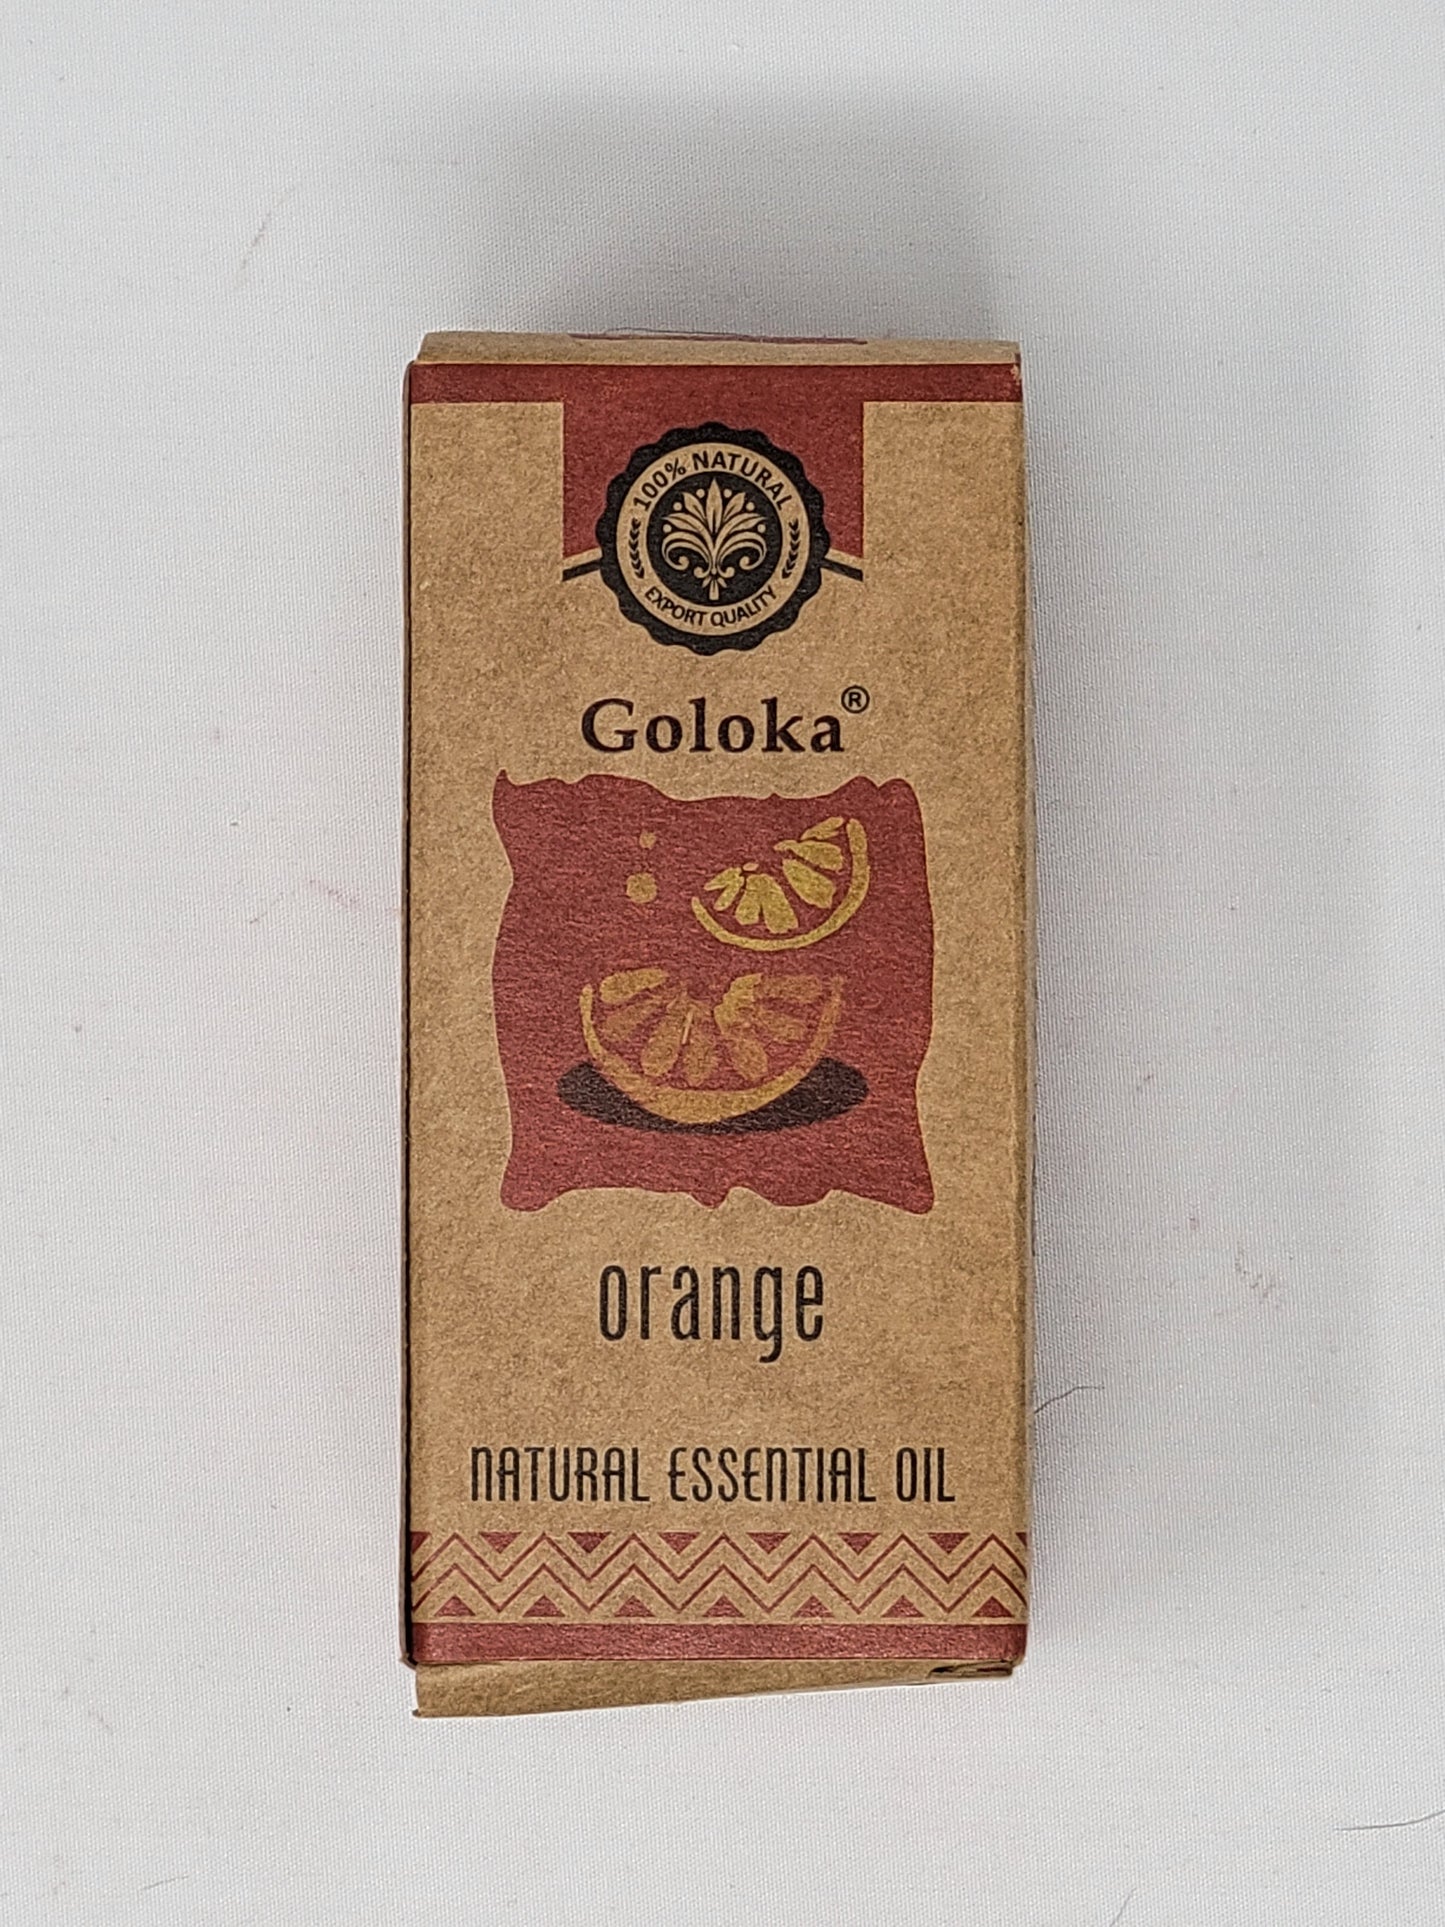 100% NATURAL
EXPORT QUALITY
Goloka®
orange
NATURAL ESSENTIAL OIL